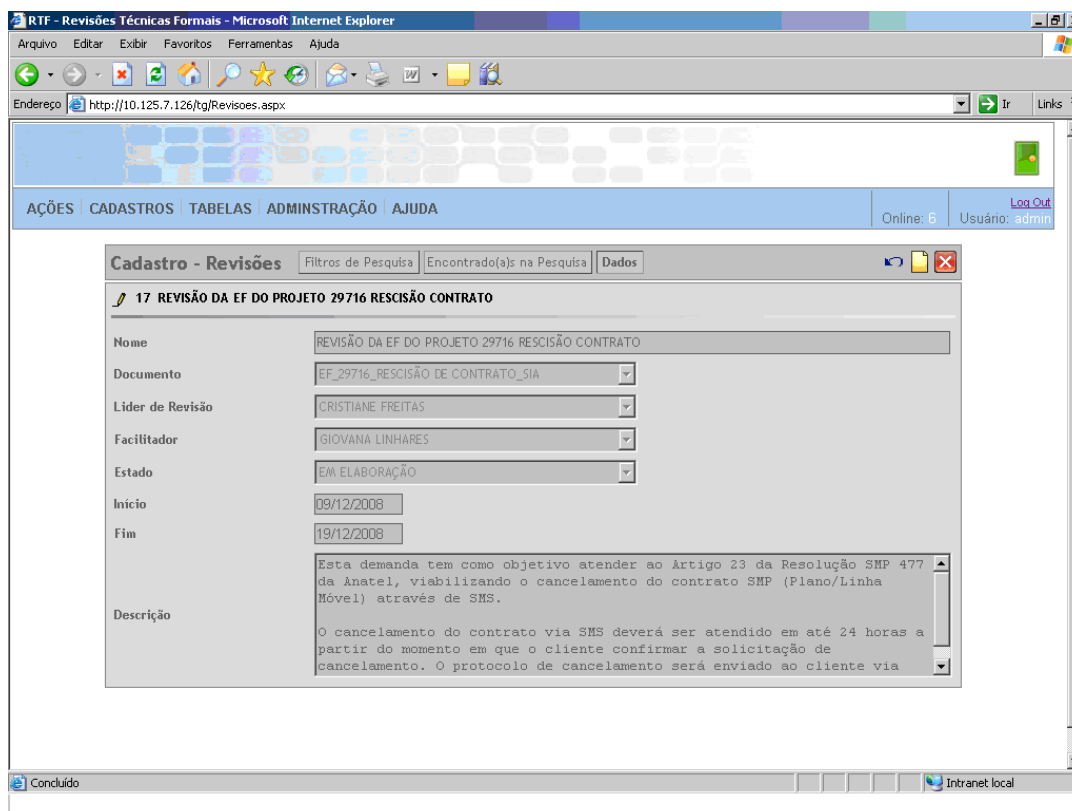 RTF - Revisões Técnicas Formais - Microsoft Internet Explorer
Arquivo Editar Exibir Favoritos Ferramentas Ajuda
Endereço http://10.125.7.126/tg/Revisoes.aspx Ir Links
AÇÕES CADASTROS TABELAS ADMINSTRAÇÃO AJUDA Online: 6 Log Out
Usuário: admin
Cadastro - Revisões Filtros de Pesquisa Encontrado(a)s na Pesquisa Dados
17 REVISÃO DA EF DO PROJETO 29716 RESCISÃO CONTRATO
Nome REVISÃO DA EF DO PROJETO 29716 RESCISÃO CONTRATO
Documento EF_29716_RESCISÃO DE CONTRATO_SIA
Lider de Revisão CRISTIANE FREITAS
Facilitador GIOVANA LINHARES
Estado EM ELABORAÇÃO
Início 09/12/2008
Fim 19/12/2008
Descrição
Esta demanda tem como objetivo atender ao Artigo 23 da Resolução SMP 477
da Anatel, viabilizando o cancelamento do contrato SMP (Plano/Linha
Móvel) através de SMS.
O cancelamento do contrato via SMS deverá ser atendido em até 24 horas a
partir do momento em que o cliente confirmar a solicitação de
cancelamento. O protocolo de cancelamento será enviado ao cliente via
Concluído Intranet local